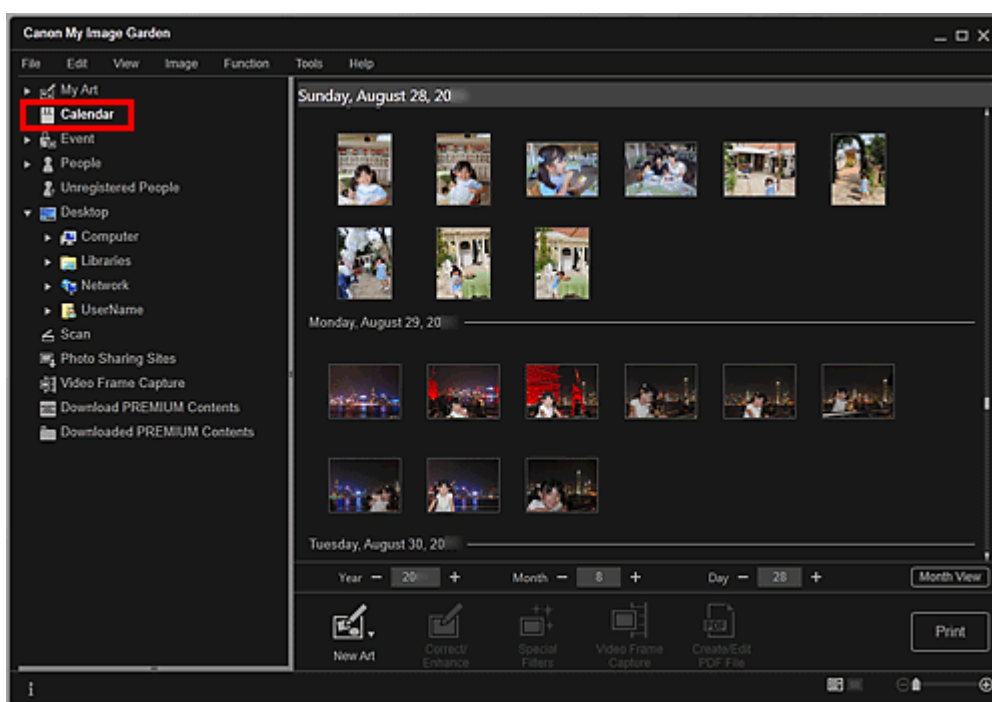 Canon My Image Garden
File Edit View Image Function Tools Help
My Art
Calendar
Event
People
Unregistered People
Desktop
Computer
Libraries
Network
UserName
Scan
Photo Sharing Sites
Video Frame Capture
Download PREMIUM Contents
Downloaded PREMIUM Contents
Sunday, August 28, 20
Monday, August 29, 20
Tuesday, August 30, 20
Year − 20 + Month − 8 + Day − 28 + Month View
New Art
Correct/
Enhance
Special
Filters
Video Frame
Capture
PDF
Create/Edit
PDF File
Print